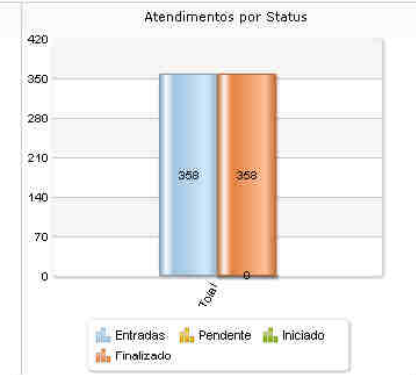 Atendimentos por Status
420
350
280
210
140
70
0
358 358
0
Total
Entradas Pendente Iniciado
Finalizado